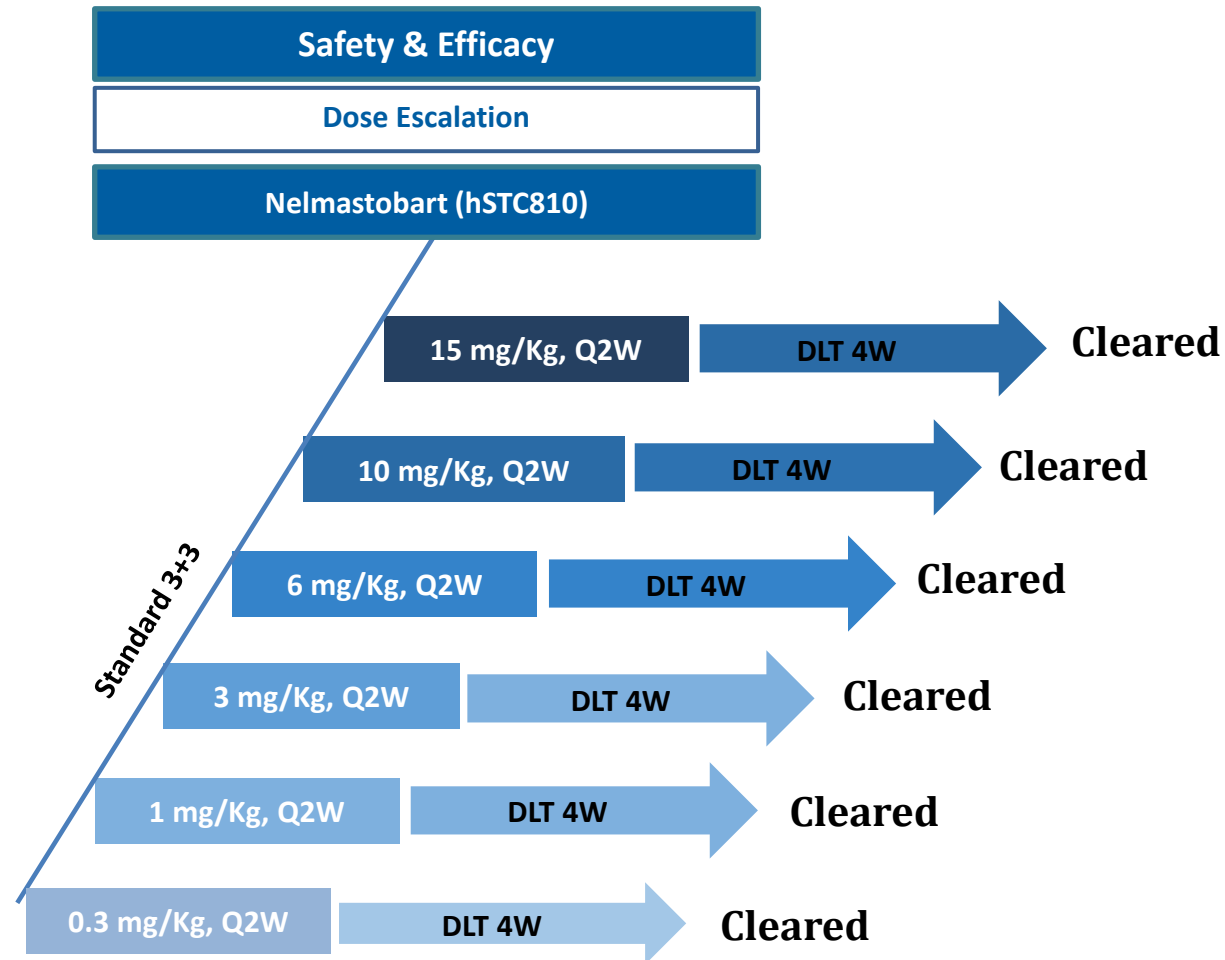 Safety & Efficacy
Dose Escalation
Nelmastobart (hSTC810)
15 mg/Kg, Q2W
DLT 4W
Cleared
10 mg/Kg, Q2W
DLT 4W
Cleared
6 mg/Kg, Q2W
DLT 4W
Cleared
Standard 3+3
3 mg/Kg, Q2W
DLT 4W
Cleared
1 mg/Kg, Q2W
DLT 4W
Cleared
0.3 mg/Kg, Q2W
DLT 4W
Cleared